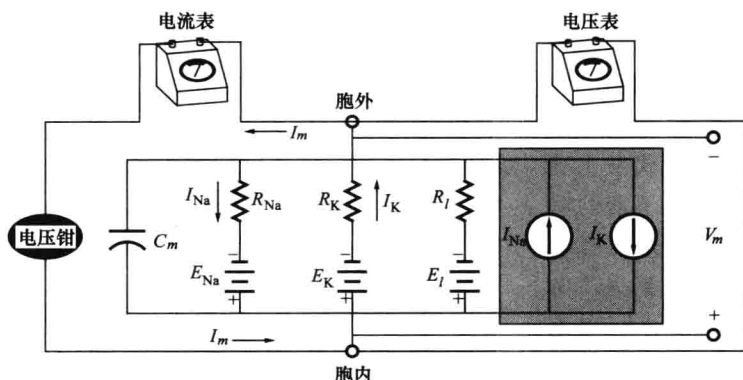 电流表
电压表
胞外
I_m
I_Na
R_Na
R_K
I_K
R_l
电压钳
C_m
I_Na
I_K
V_m
−
E_Na
−
E_K
−
E_l
−
+
+
+
+
I_m
胞内